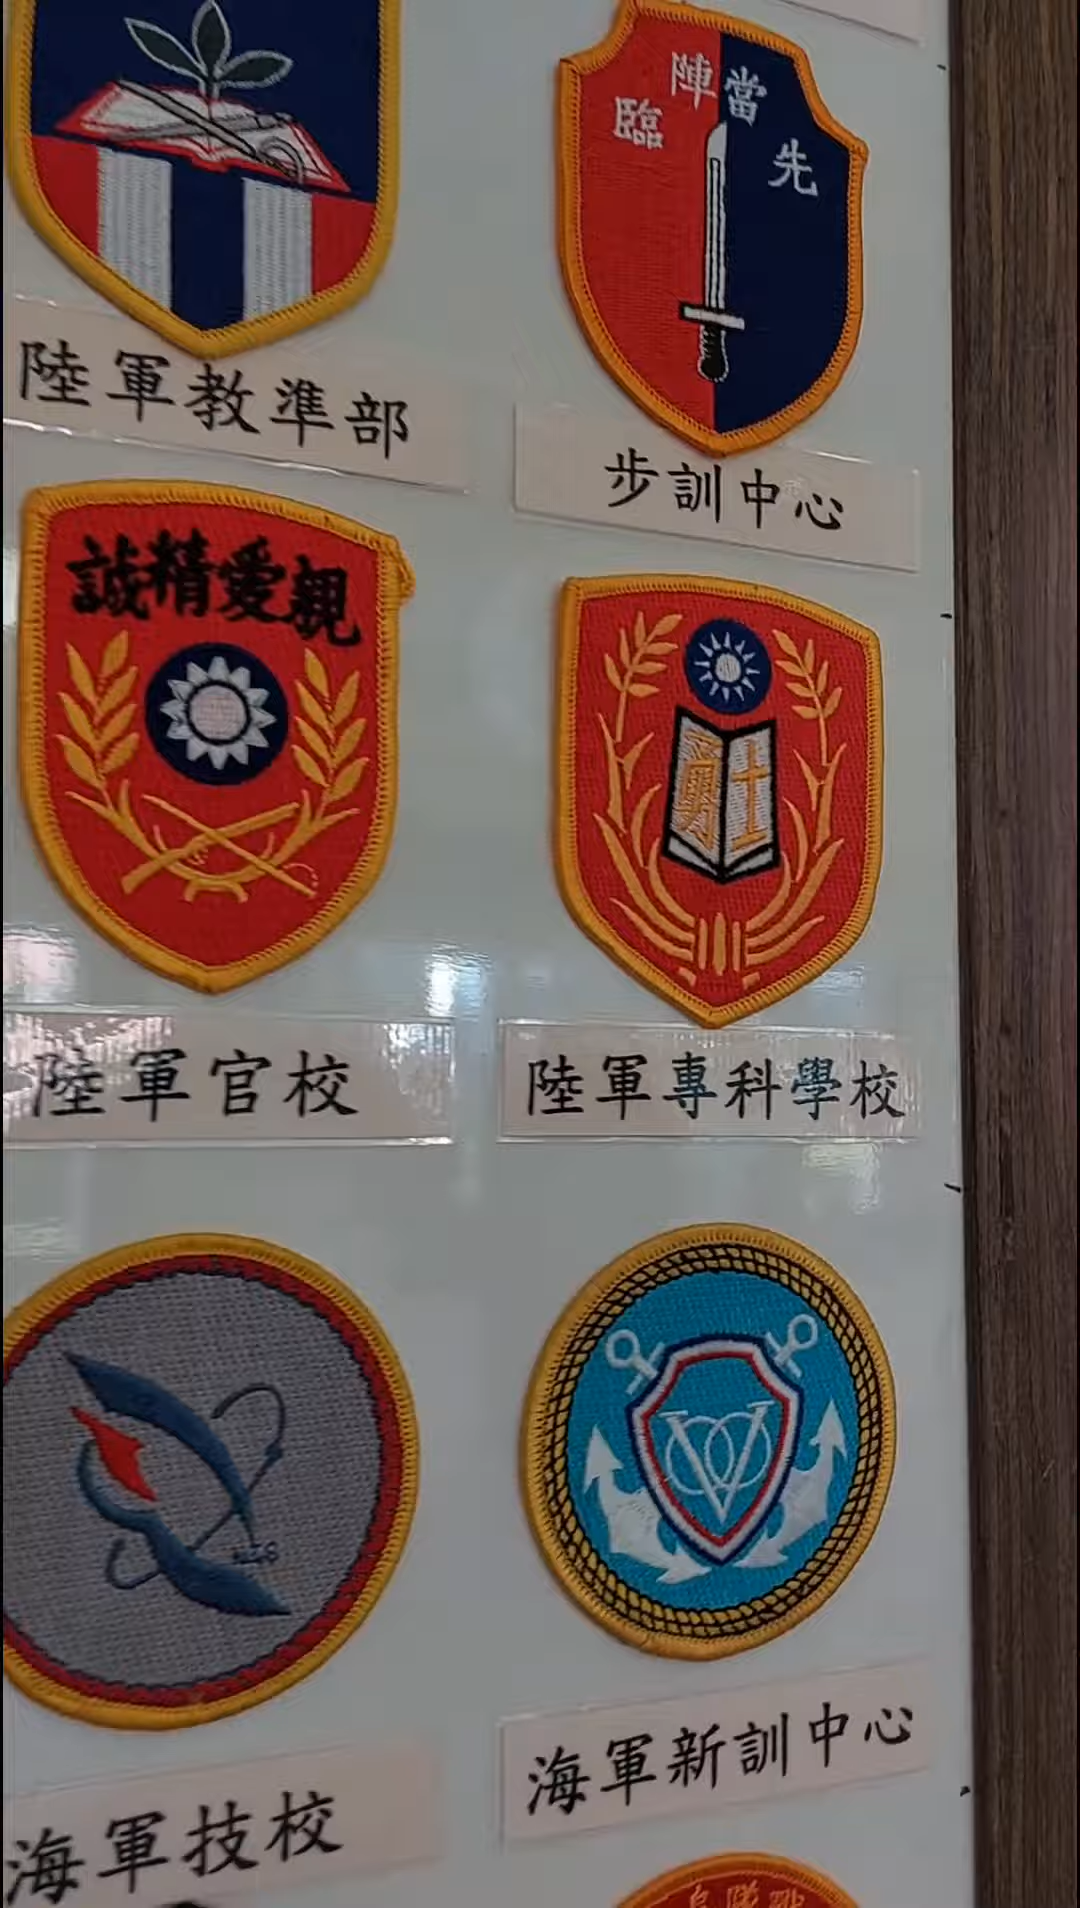 臨陣當先
陸軍教準部
步訓中心
誠精愛親
勇士
陸軍官校
陸軍專科學校
海軍技校
海軍新訓中心